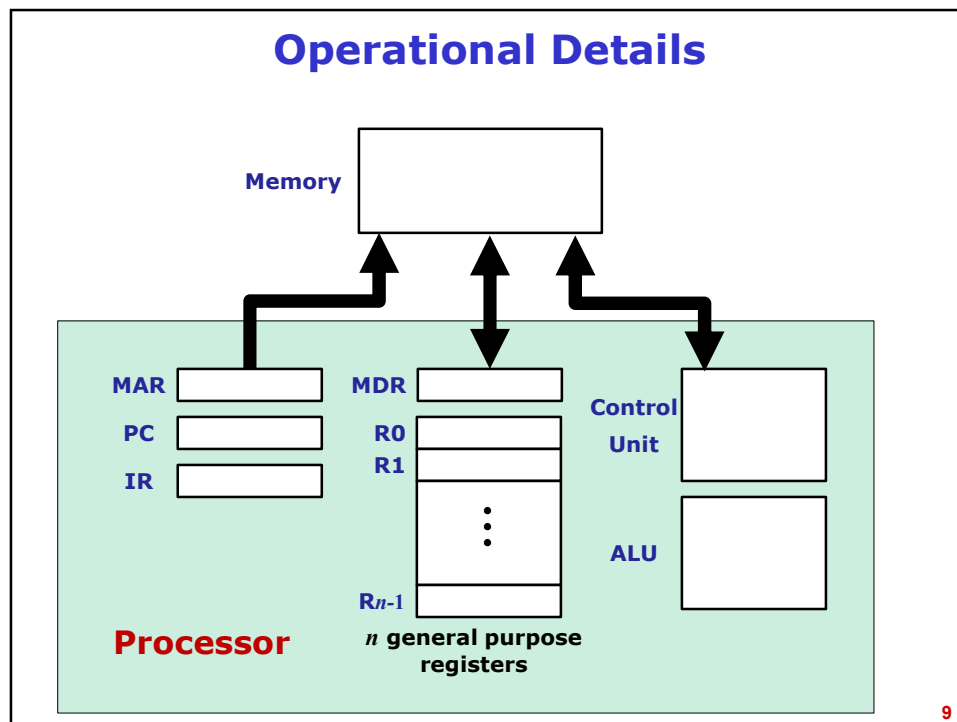 Operational Details
Memory
MAR
PC
IR
MDR
R0
R1
Rn-1
n general purpose
registers
Control
Unit
ALU
Processor
9